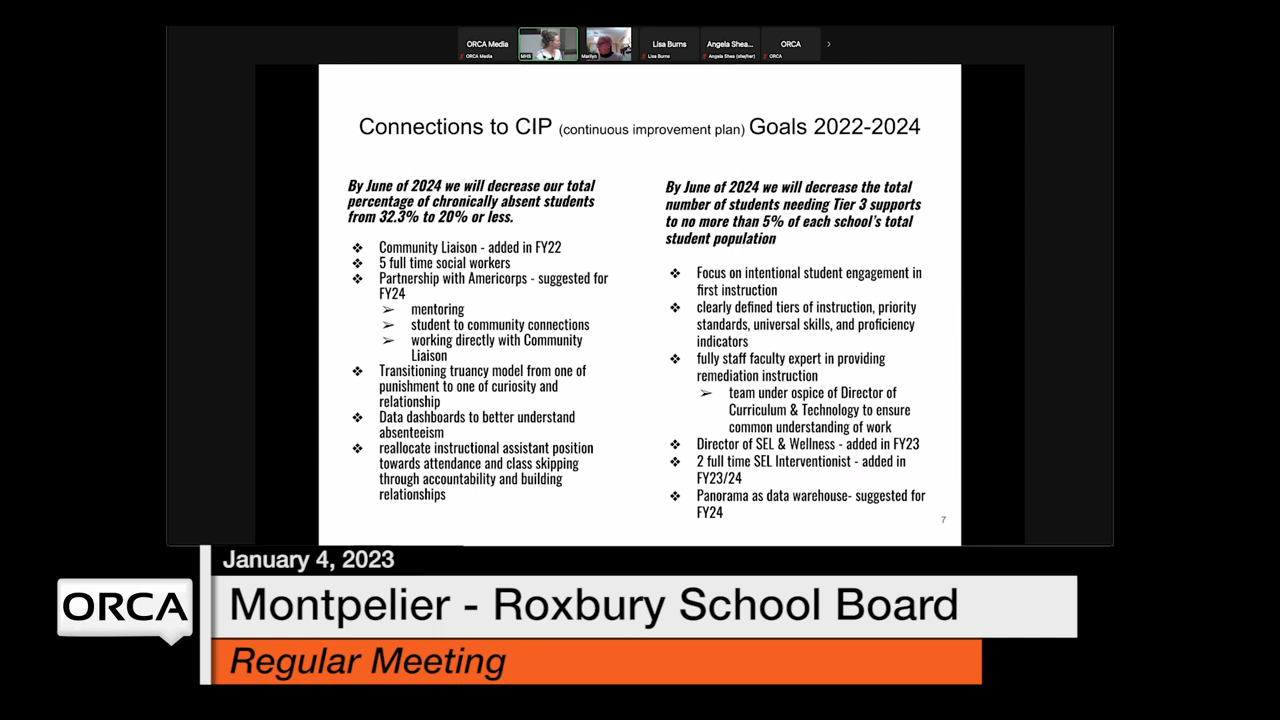 ORCA Media
Lisa Burns
Angela Shea...
ORCA
ORCA Media
MHS
Marilyn
Lisa Burns
Angela Shea (she/her)
ORCA
Connections to CIP (continuous improvement plan) Goals 2022-2024
By June of 2024 we will decrease our total
percentage of chronically absent students
from 32.3% to 20% or less.
❖ Community Liaison - added in FY22
❖ 5 full time social workers
❖ Partnership with Americorps - suggested for
FY24
➢ mentoring
➢ student to community connections
➢ working directly with Community
Liaison
❖ Transitioning truancy model from one of
punishment to one of curiosity and
relationship
❖ Data dashboards to better understand
absenteeism
❖ reallocate instructional assistant position
towards attendance and class skipping
through accountability and building
relationships
By June of 2024 we will decrease the total
number of students needing Tier 3 supports
to no more than 5% of each school's total
student population
❖ Focus on intentional student engagement in
first instruction
❖ clearly defined tiers of instruction, priority
standards, universal skills, and proficiency
indicators
❖ fully staff faculty expert in providing
remediation instruction
➢ team under ospice of Director of
Curriculum & Technology to ensure
common understanding of work
❖ Director of SEL & Wellness - added in FY23
❖ 2 full time SEL Interventionist - added in
FY23/24
❖ Panorama as data warehouse- suggested for
FY24
7
January 4, 2023
ORCA
Montpelier - Roxbury School Board
Regular Meeting